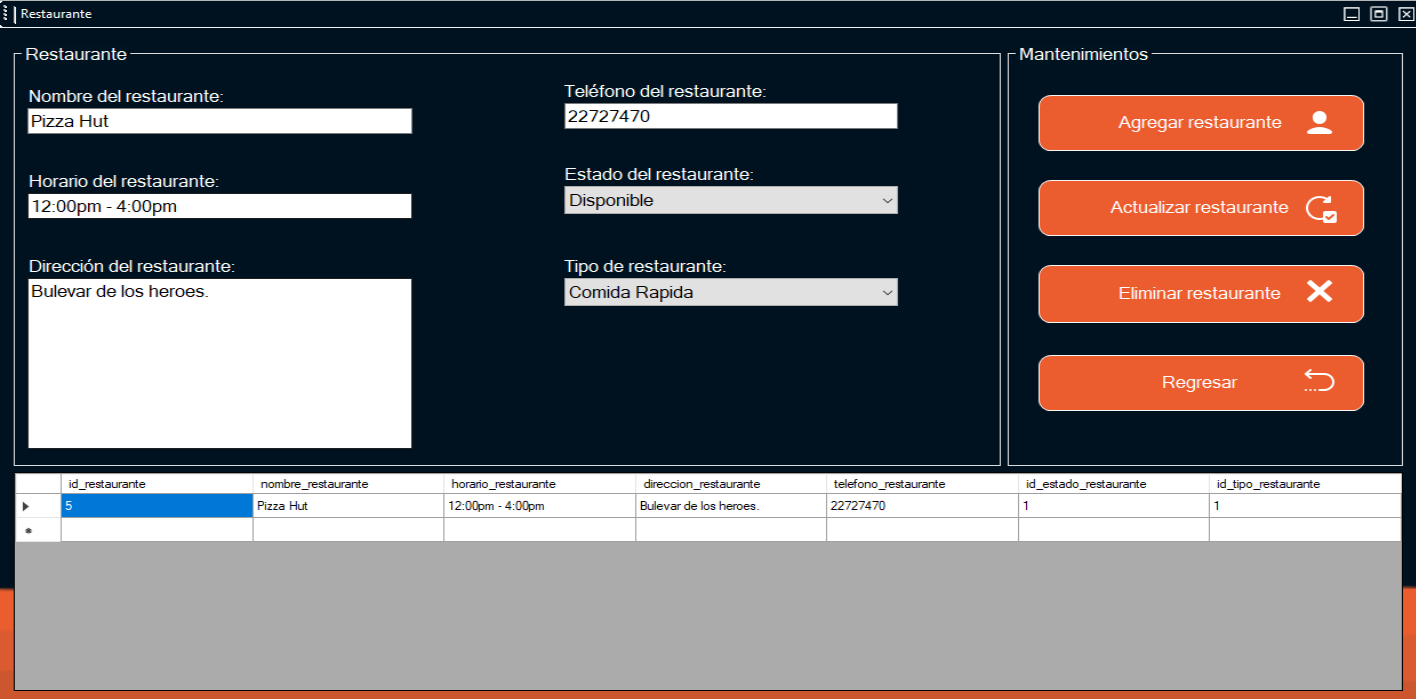 Restaurante
Restaurante
Nombre del restaurante:
Pizza Hut
Horario del restaurante:
12:00pm - 4:00pm
Dirección del restaurante:
Bulevar de los heroes.
Teléfono del restaurante:
22727470
Estado del restaurante:
Disponible
Tipo de restaurante:
Comida Rapida
Mantenimientos
Agregar restaurante
Actualizar restaurante
Eliminar restaurante
Regresar
id_restaurante nombre_restaurante horario_restaurante direccion_restaurante telefono_restaurante id_estado_restaurante id_tipo_restaurante
5 Pizza Hut 12:00pm - 4:00pm Bulevar de los heroes. 22727470 1 1